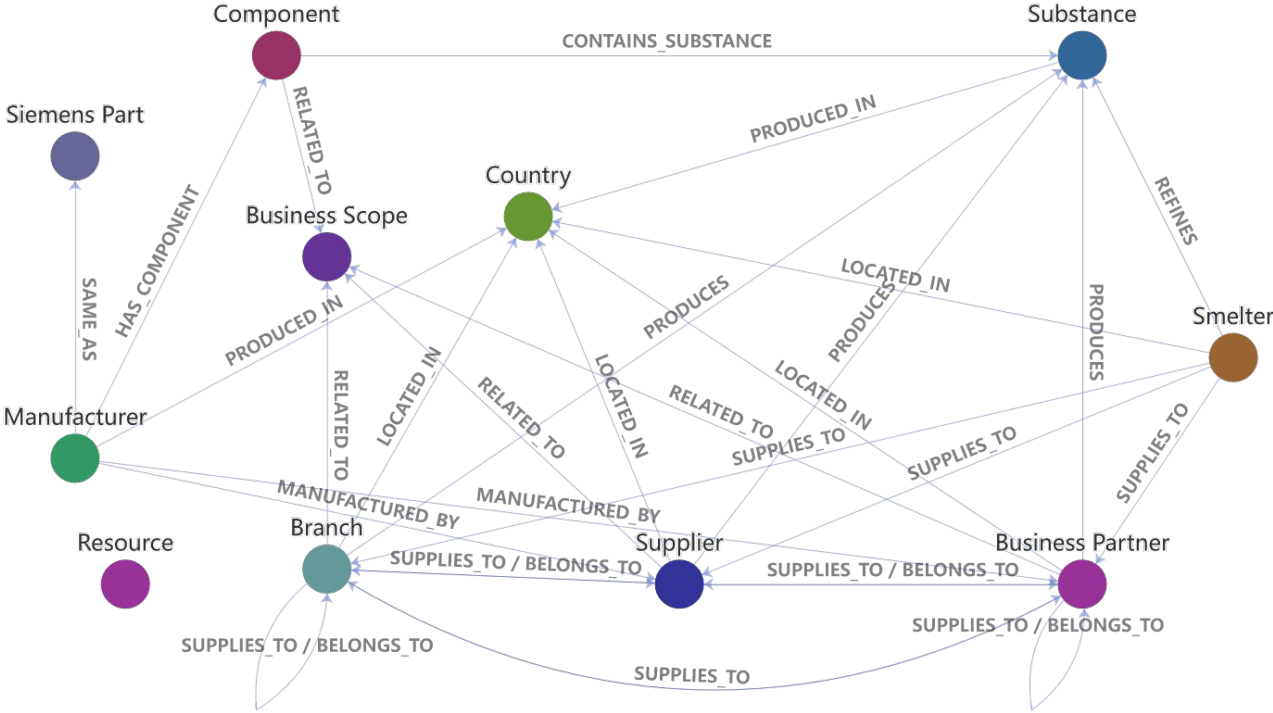 Component
Substance
CONTAINS_SUBSTANCE
Siemens Part
RELATED_TO
PRODUCED_IN
Country
Business Scope
REFINES
HAS_COMPONENT
LOCATED_IN
SAME_AS
PRODUCED_IN
PRODUCES
PRODUCES
PRODUCES
Smelter
RELATED_TO
LOCATED_IN
RELATED_TO
LOCATED_IN
LOCATED_IN
RELATED_TO
Manufacturer
SUPPLIES_TO
SUPPLIES_TO
SUPPLIES_TO
MANUFACTURED_BY
MANUFACTURED_BY
Resource
Branch
Supplier
Business Partner
SUPPLIES_TO / BELONGS_TO
SUPPLIES_TO / BELONGS_TO
SUPPLIES_TO / BELONGS_TO
SUPPLIES_TO / BELONGS_TO
SUPPLIES_TO